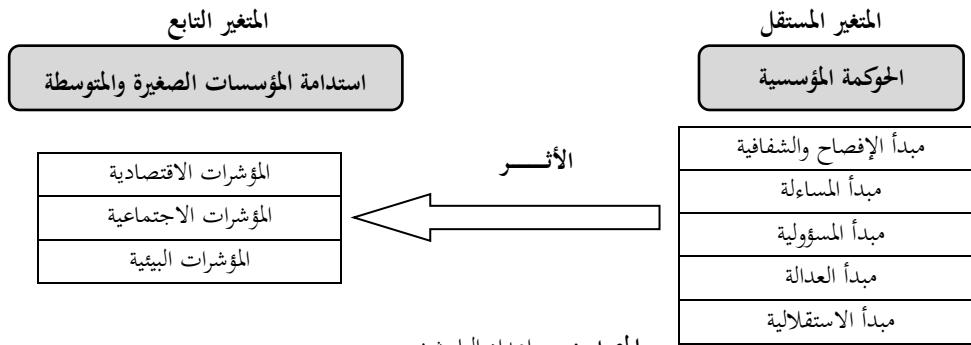 المتغير المستقل
المتغير التابع
الحوكمة المؤسسية
استدامة المؤسسات الصغيرة والمتوسطة
مبدأ الإفصاح والشفافية
مبدأ المساءلة
مبدأ المسؤولية
مبدأ العدالة
مبدأ الاستقلالية
الأثـــــر
المؤشرات الاقتصادية
المؤشرات الاجتماعية
المؤشرات البيئية